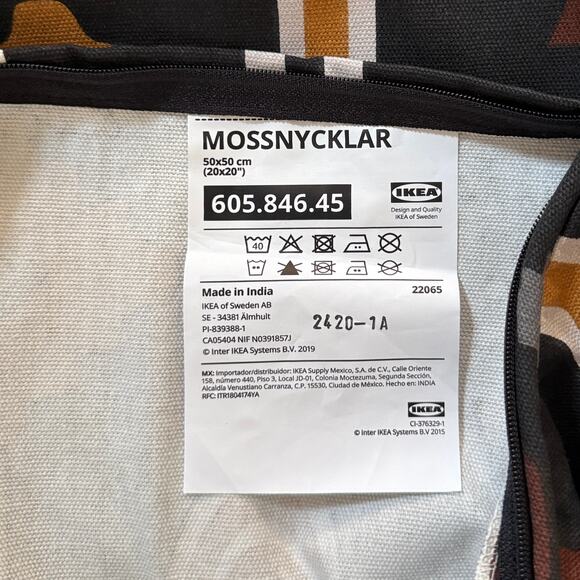 MOSSNYCKLAR
50x50 cm
(20x20")
605.846.45
IKEA
Design and Quality
IKEA of Sweden
40
Made in India 22065
IKEA of Sweden AB
SE - 34381 Älmhult
PI-839388-1
CA05404 NIF N0391857J
© Inter IKEA Systems B.V. 2019
2420-1A
MX: Importador/distribuidor: IKEA Supply Mexico, S.A. de C.V., Calle Oriente
158, número 440, Piso 3, Local JD-01, Colonia Moctezuma, Segunda Sección,
Alcaldía Venustiano Carranza, C.P. 15530, Ciudad de México. Hecho en: INDIA
RFC: ITR1804174YA
IKEA
CI-376329-1
© Inter IKEA Systems B.V. 2015